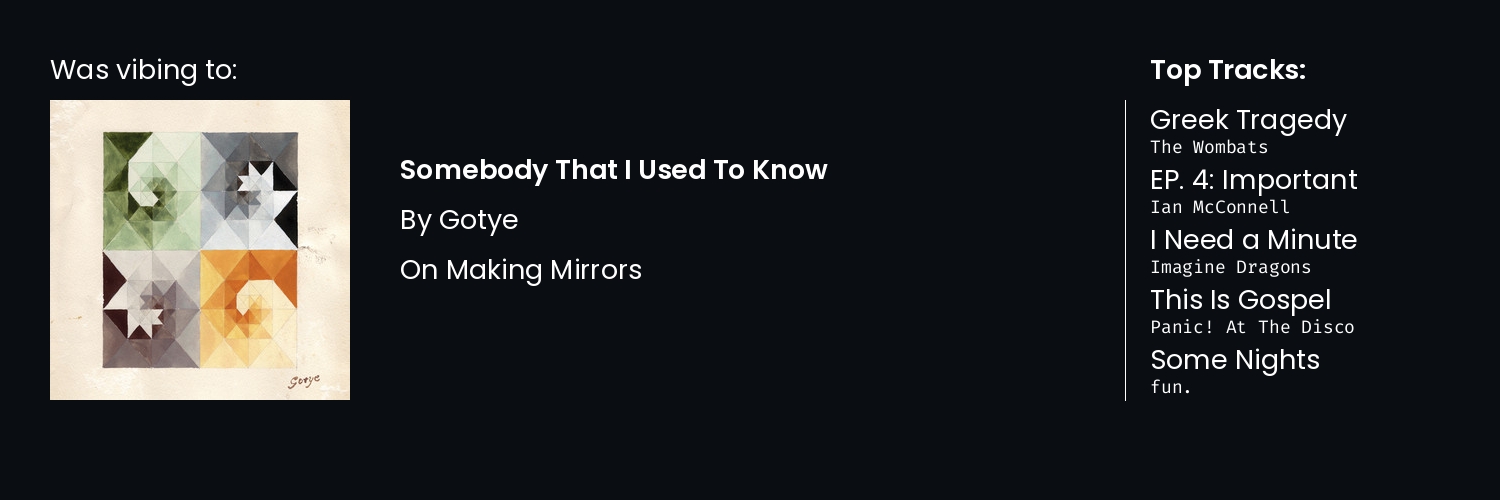 Was vibing to:
Gotye
Somebody That I Used To Know
By Gotye
On Making Mirrors
Top Tracks:
Greek Tragedy
The Wombats
EP. 4: Important
Ian McConnell
I Need a Minute
Imagine Dragons
This Is Gospel
Panic! At The Disco
Some Nights
fun.